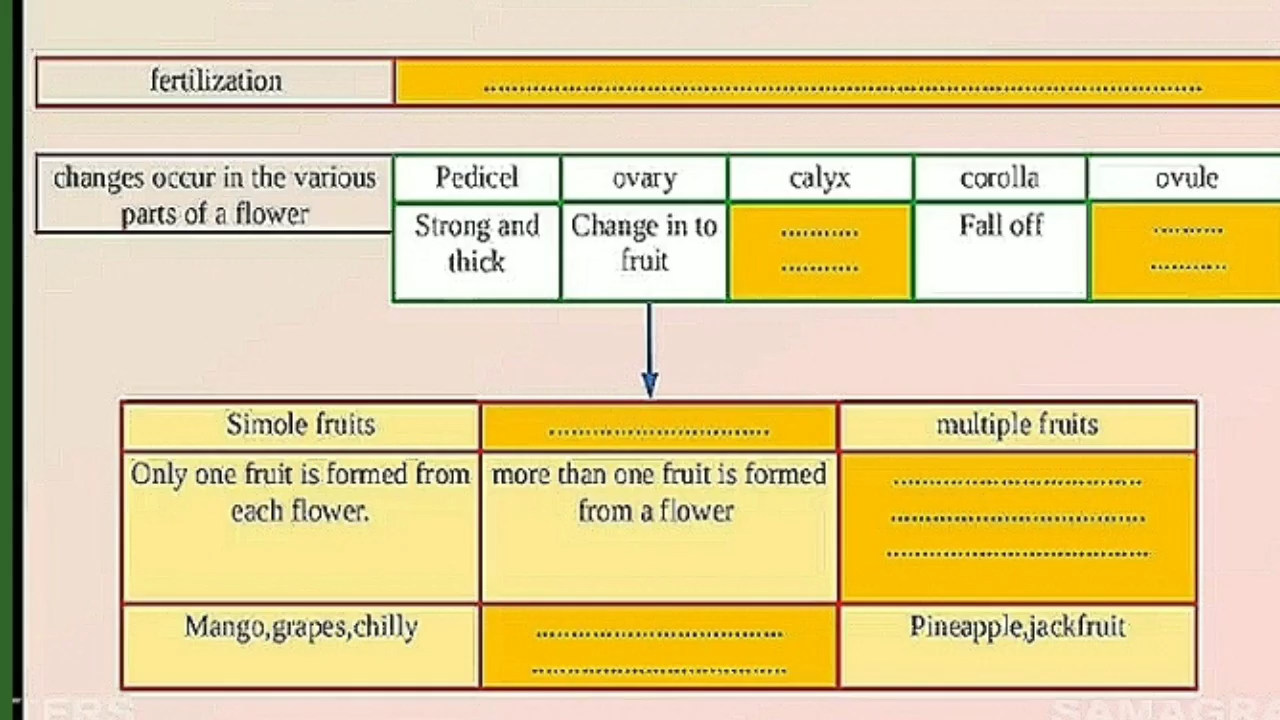 fertilization
................................................................................
changes occur in the various
parts of a flower
Pedicel
ovary
calyx
corolla
ovule
Strong and
thick
Change in to
fruit
............
............
Fall off
...........
...........
Simole fruits
............................
multiple fruits
Only one fruit is formed from
each flower.
more than one fruit is formed
from a flower
................................
................................
................................
Mango,grapes,chilly
...............................
...............................
Pineapple,jackfruit
SAMAGRA